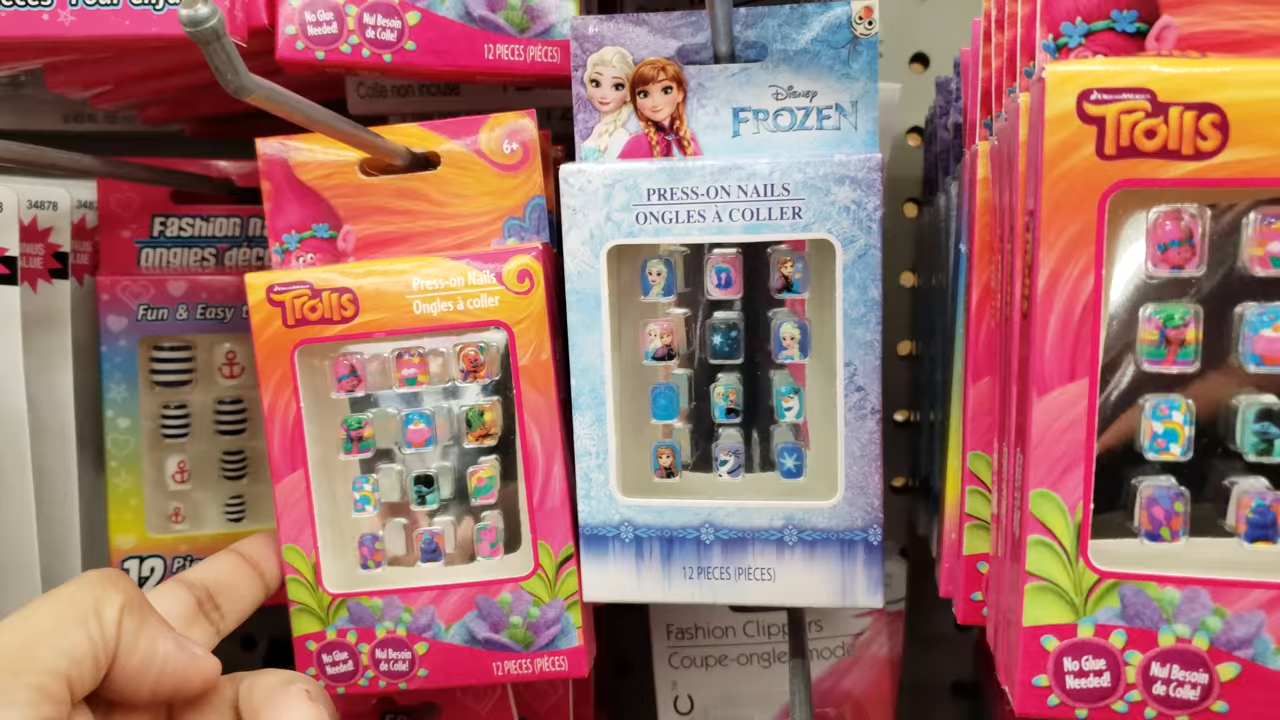 No Glue
Needed!
Nul Besoin
de Colle!
12 PIECES (PIÈCES)
Colle non incluse
34878
Fashion
ongles
Fun & Easy
12
6+
DREAMWORKS
Trolls
Press-on Nails
Ongles à coller
No Glue
Needed!
Nul Besoin
de Colle!
12 PIECES (PIÈCES)
6+
Disney
FROZEN
PRESS-ON NAILS
ONGLES À COLLER
12 PIECES (PIÈCES)
Fashion Clippers
Coupe-ongle
DREAMWORKS
Trolls
No Glue
Needed!
Nul Besoin
de Colle!